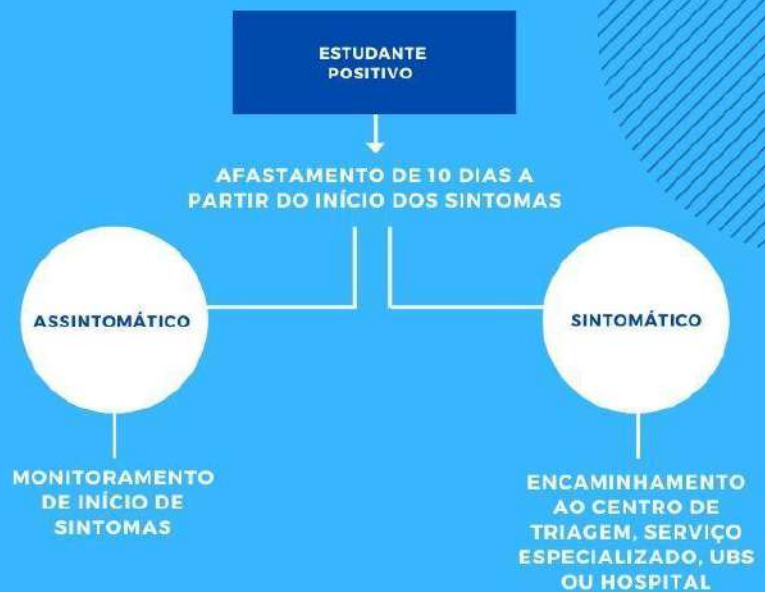 ESTUDANTE
POSITIVO
AFASTAMENTO DE 10 DIAS A
PARTIR DO INÍCIO DOS SINTOMAS
ASSINTOMÁTICO
SINTOMÁTICO
MONITORAMENTO
DE INÍCIO DE
SINTOMAS
ENCAMINHAMENTO
AO CENTRO DE
TRIAGEM, SERVIÇO
ESPECIALIZADO, UBS
OU HOSPITAL